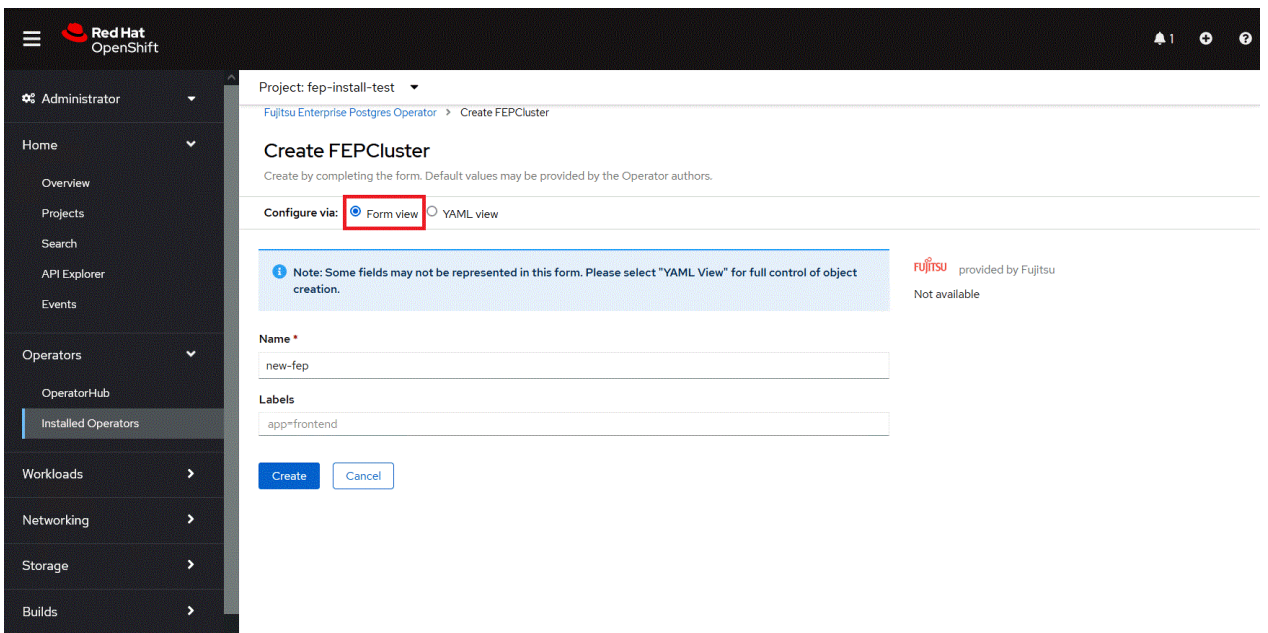 Red Hat
OpenShift
1
Administrator
Home
Overview
Projects
Search
API Explorer
Events
Operators
OperatorHub
Installed Operators
Workloads
Networking
Storage
Builds
Project: fep-install-test
Fujitsu Enterprise Postgres Operator > Create FEPCluster
Create FEPCluster
Create by completing the form. Default values may be provided by the Operator authors.
Configure via: Form view YAML view
Note: Some fields may not be represented in this form. Please select "YAML View" for full control of object
creation.
FUJITSU provided by Fujitsu
Not available
Name *
new-fep
Labels
app=frontend
Create Cancel